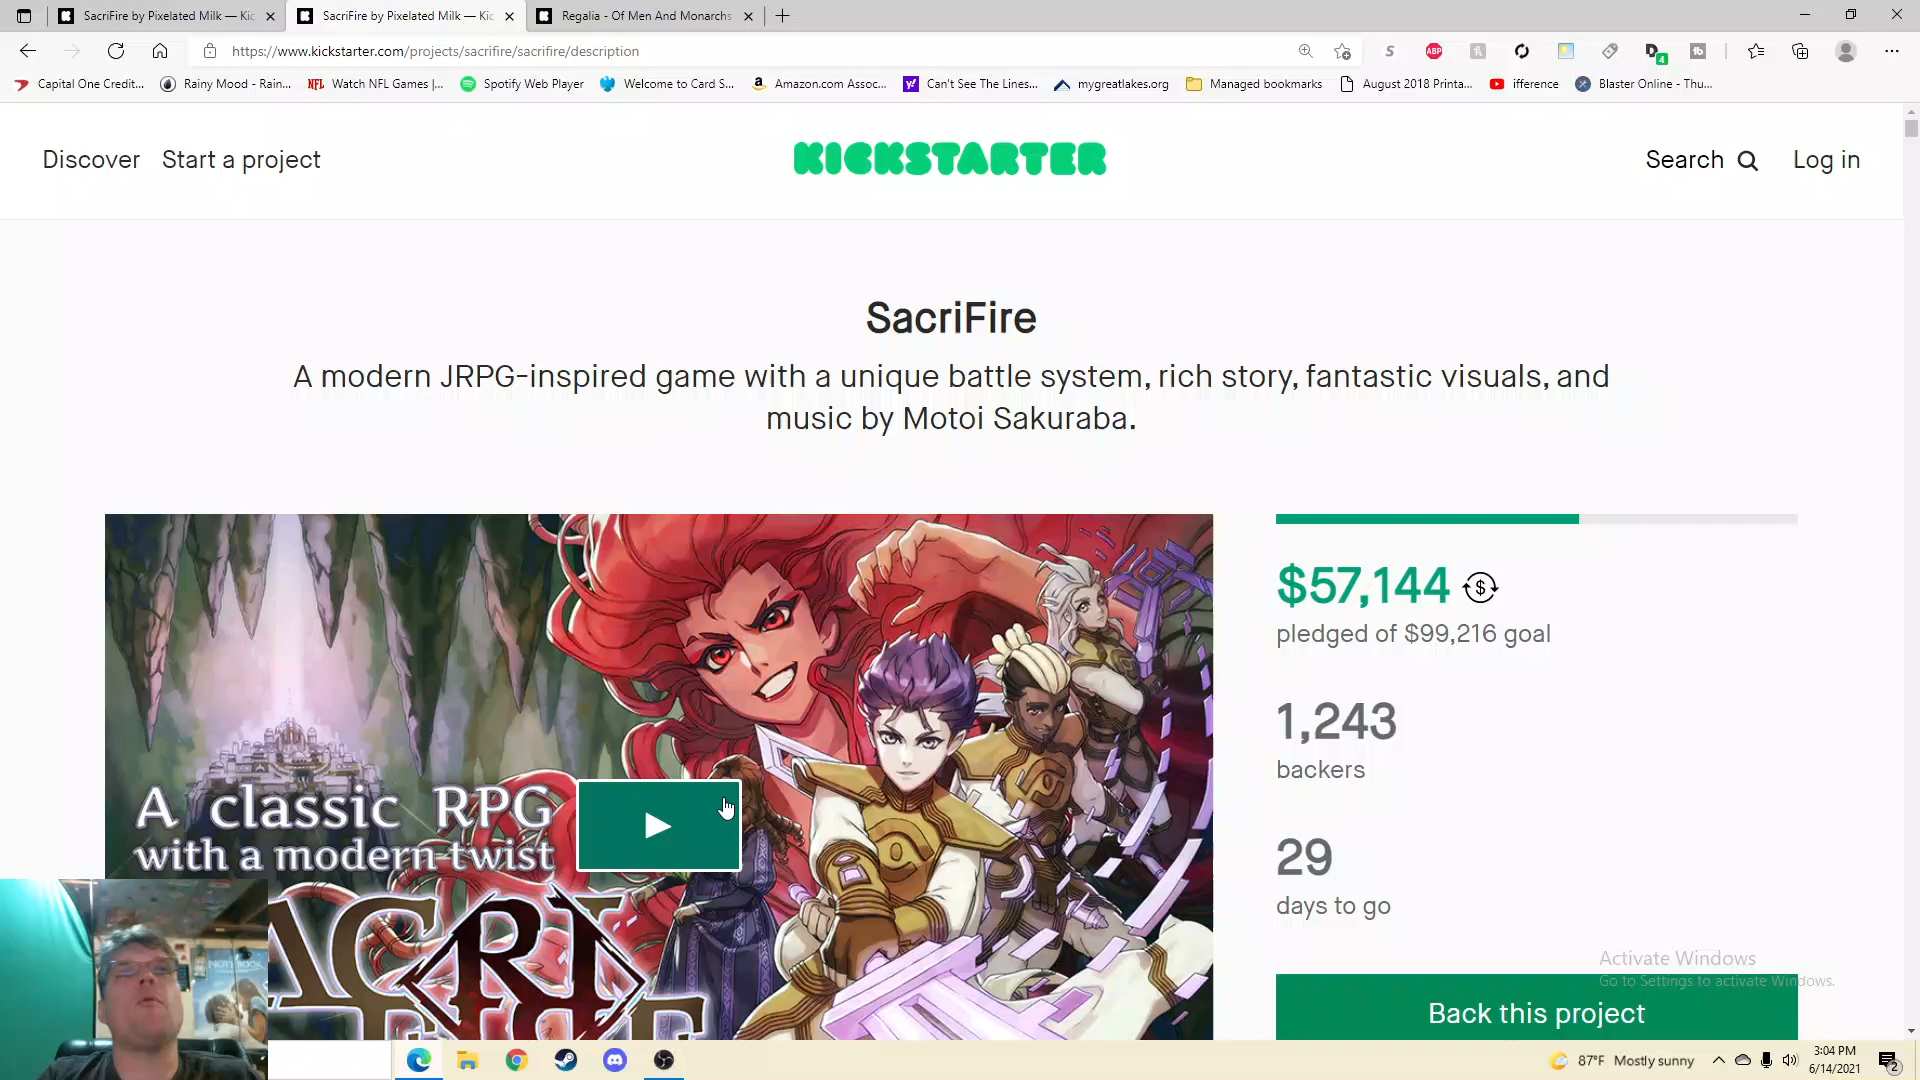 SacriFire by Pixelated Milk — Kic
SacriFire by Pixelated Milk — Kic
Regalia - Of Men And Monarchs
https://www.kickstarter.com/projects/sacrifire/sacrifire/description
ABP
4
Capital One Credit...
Rainy Mood - Rain...
NFL
Watch NFL Games |...
Spotify Web Player
Welcome to Card S...
Amazon.com Assoc...
Can't See The Lines...
mygreatlakes.org
Managed bookmarks
August 2018 Printa...
ifference
Blaster Online - Thu...
Discover
Start a project
KICKSTARTER
Search
Log in
SacriFire
A modern JRPG-inspired game with a unique battle system, rich story, fantastic visuals, and
music by Motoi Sakuraba.
$57,144
pledged of $99,216 goal
1,243
backers
29
days to go
A classic RPG
with a modern twist
Activate Windows
Go to Settings to activate Windows.
Back this project
87°F Mostly sunny
3:04 PM
6/14/2021
2